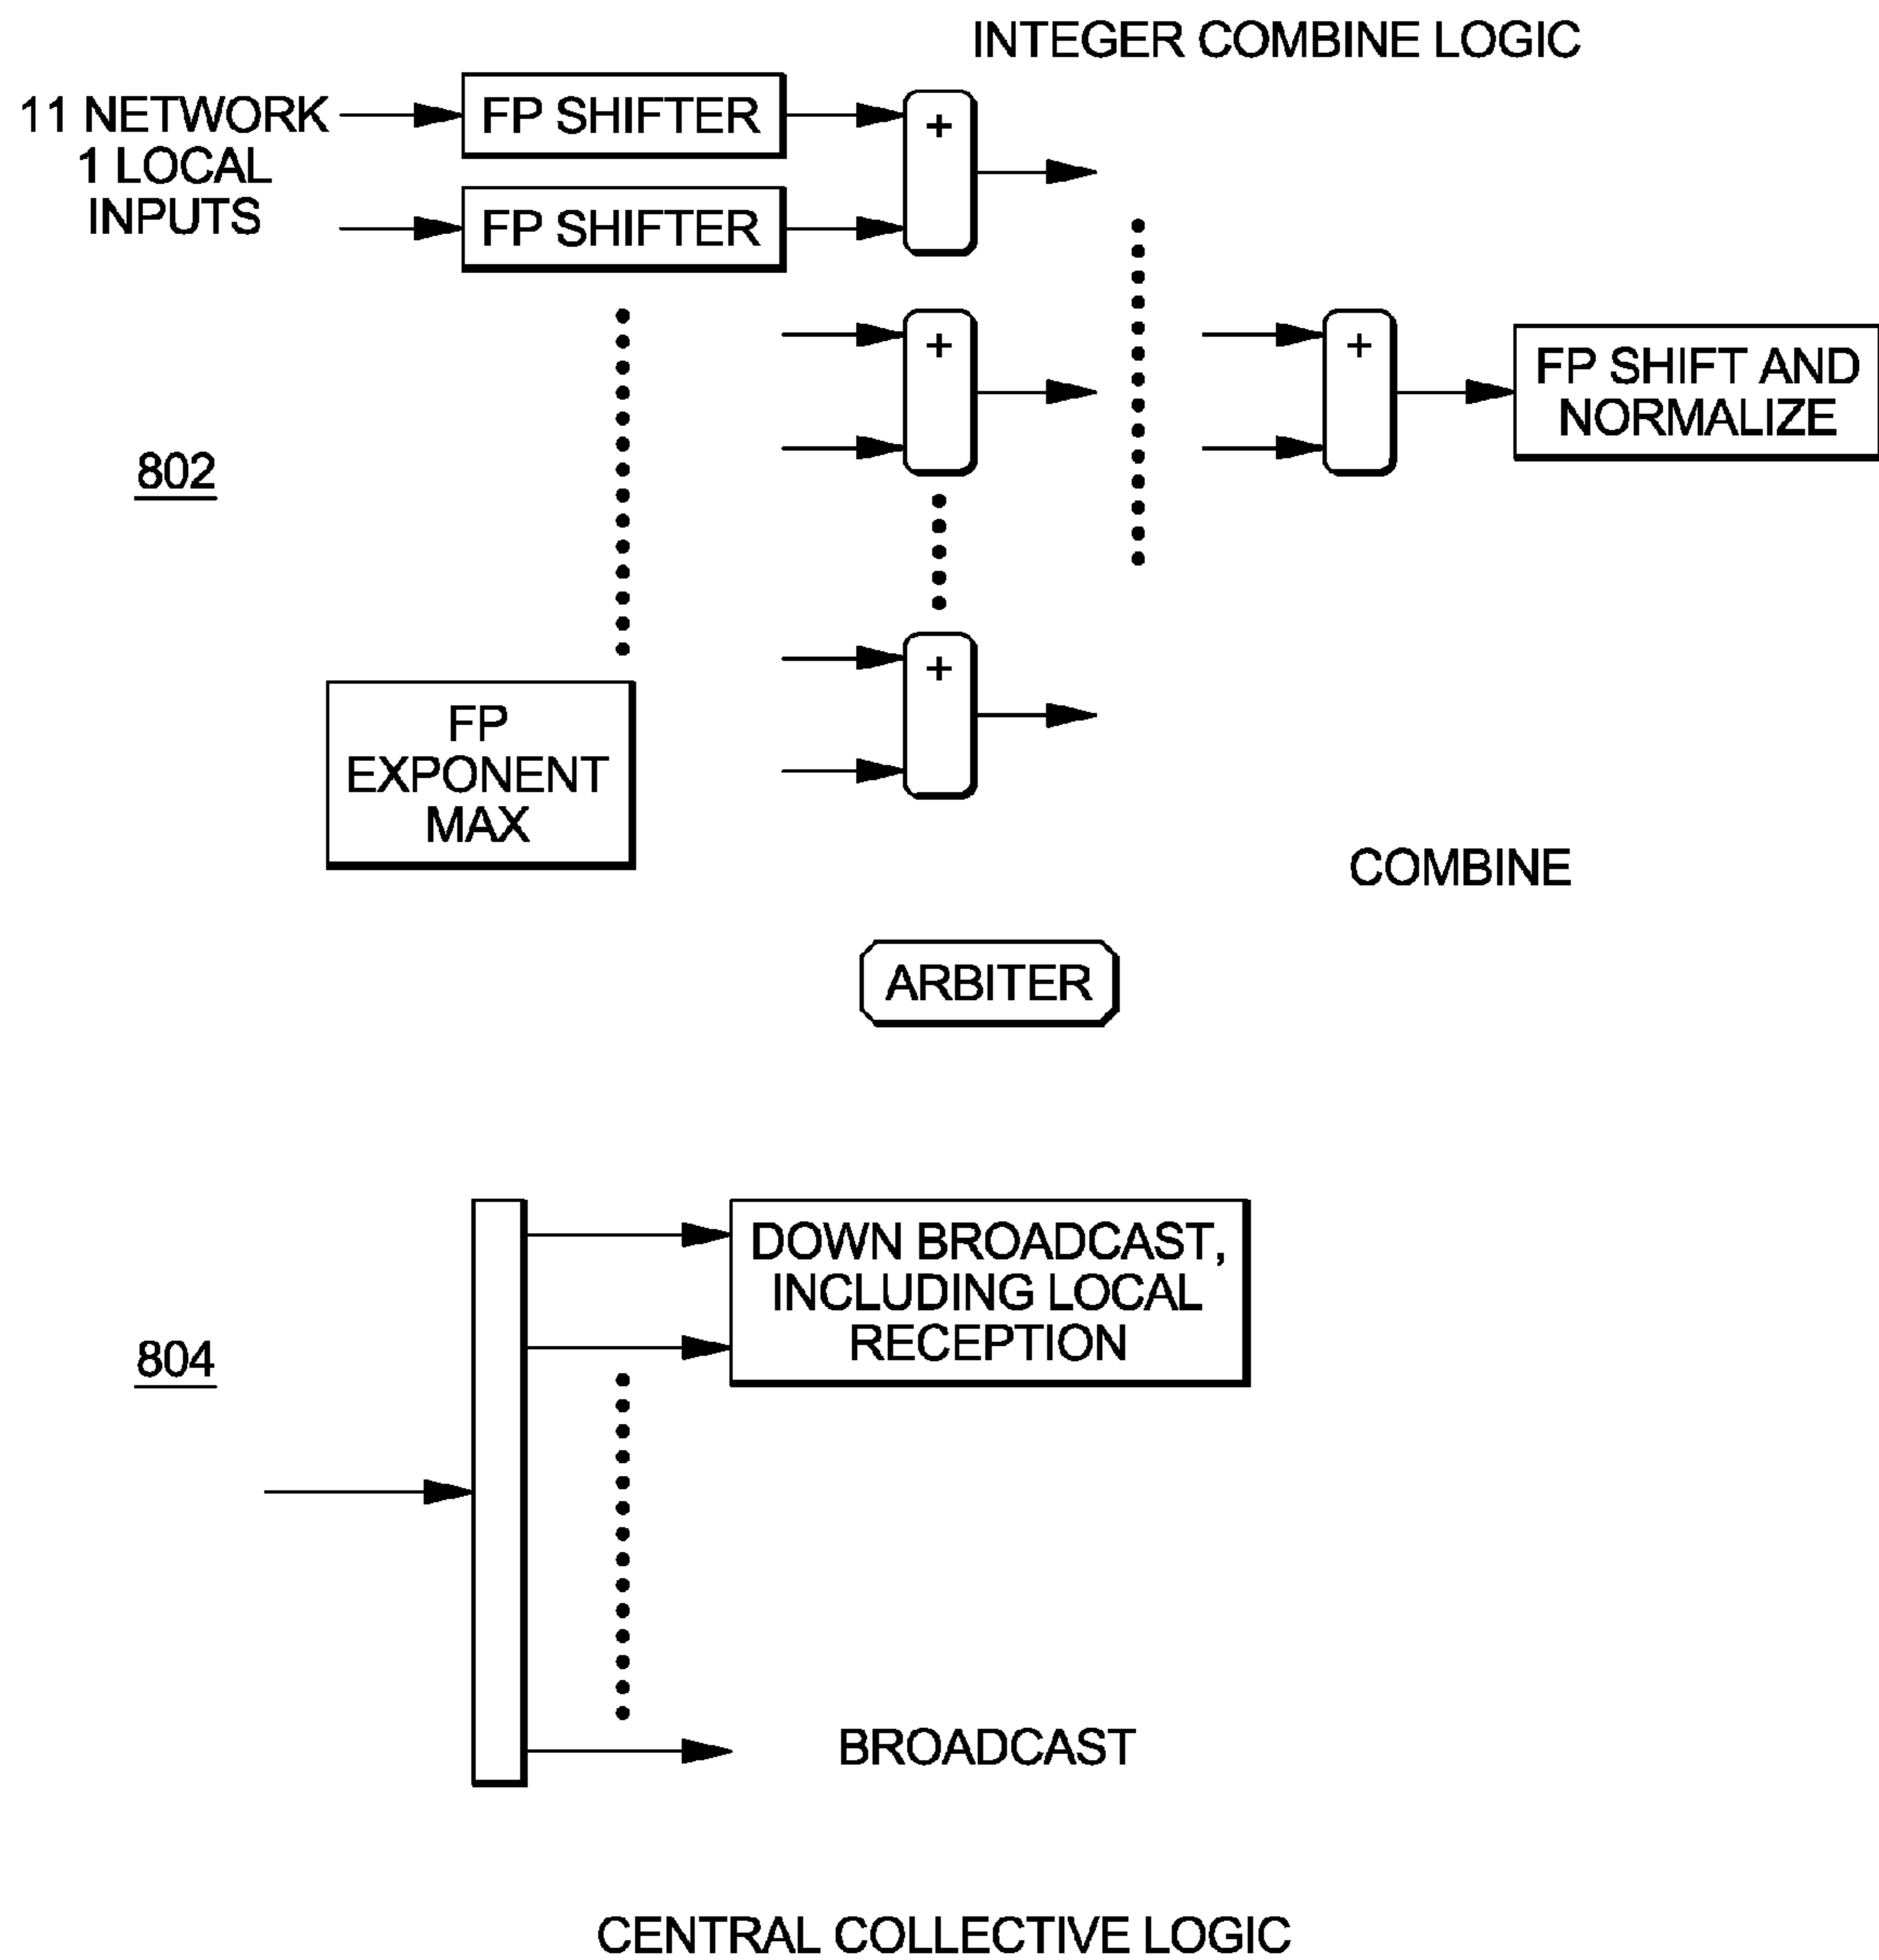 INTEGER COMBINE LOGIC
11 NETWORK
1 LOCAL
INPUTS
FP SHIFTER
+
FP SHIFTER
+
+
FP SHIFT AND
NORMALIZE
802
+
FP
EXPONENT
MAX
COMBINE
ARBITER
DOWN BROADCAST,
INCLUDING LOCAL
RECEPTION
804
BROADCAST
CENTRAL COLLECTIVE LOGIC